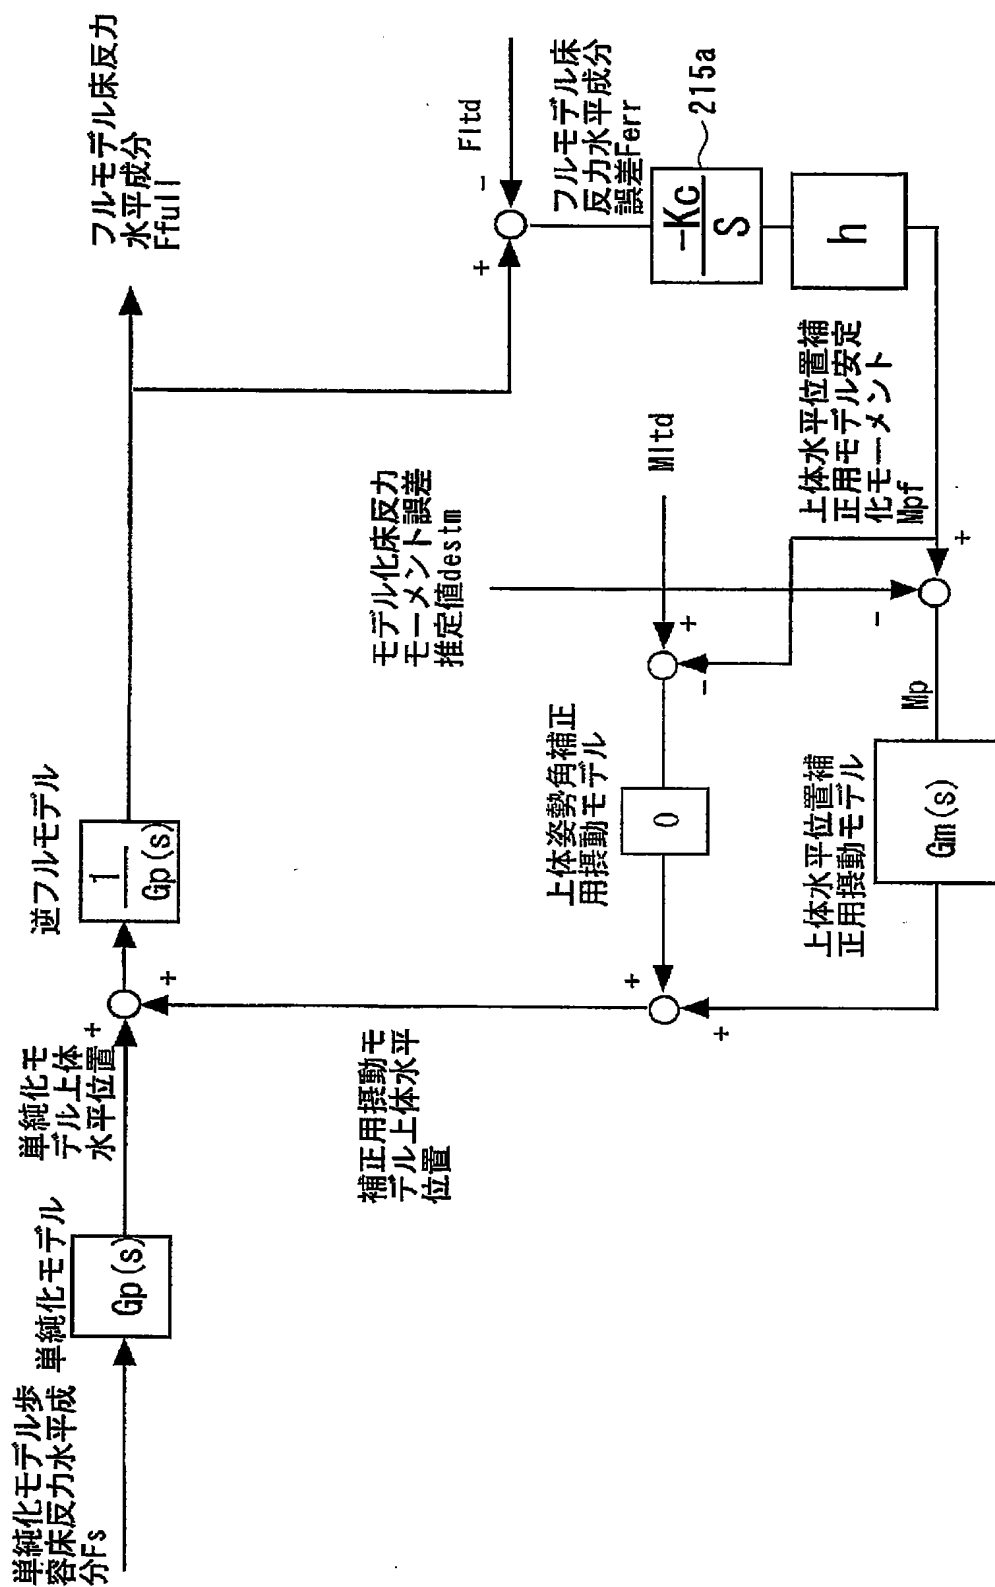 単純化モデル歩
容床反力水平成
分Fs
単純化モデル
Gp(s)
単純化モ
デル上体
水平位置
+
+
逆フルモデル
1
Gp(s)
フルモデル床反力
水平成分
Ffull
補正用摂動モ
デル上体水平
位置
+
+
上体姿勢角補正
用摂動モデル
0
モデル化床反力
モーメント誤差
推定値destm
Mltd
+
-
+
-
Fltd
フルモデル床
反力水平成分
誤差Ferr
-Kc
S
215a
h
上体水平位置補
正用モデル安定
化モーメント
Mpf
+
-
Mp
上体水平位置補
正用摂動モデル
Gm(s)